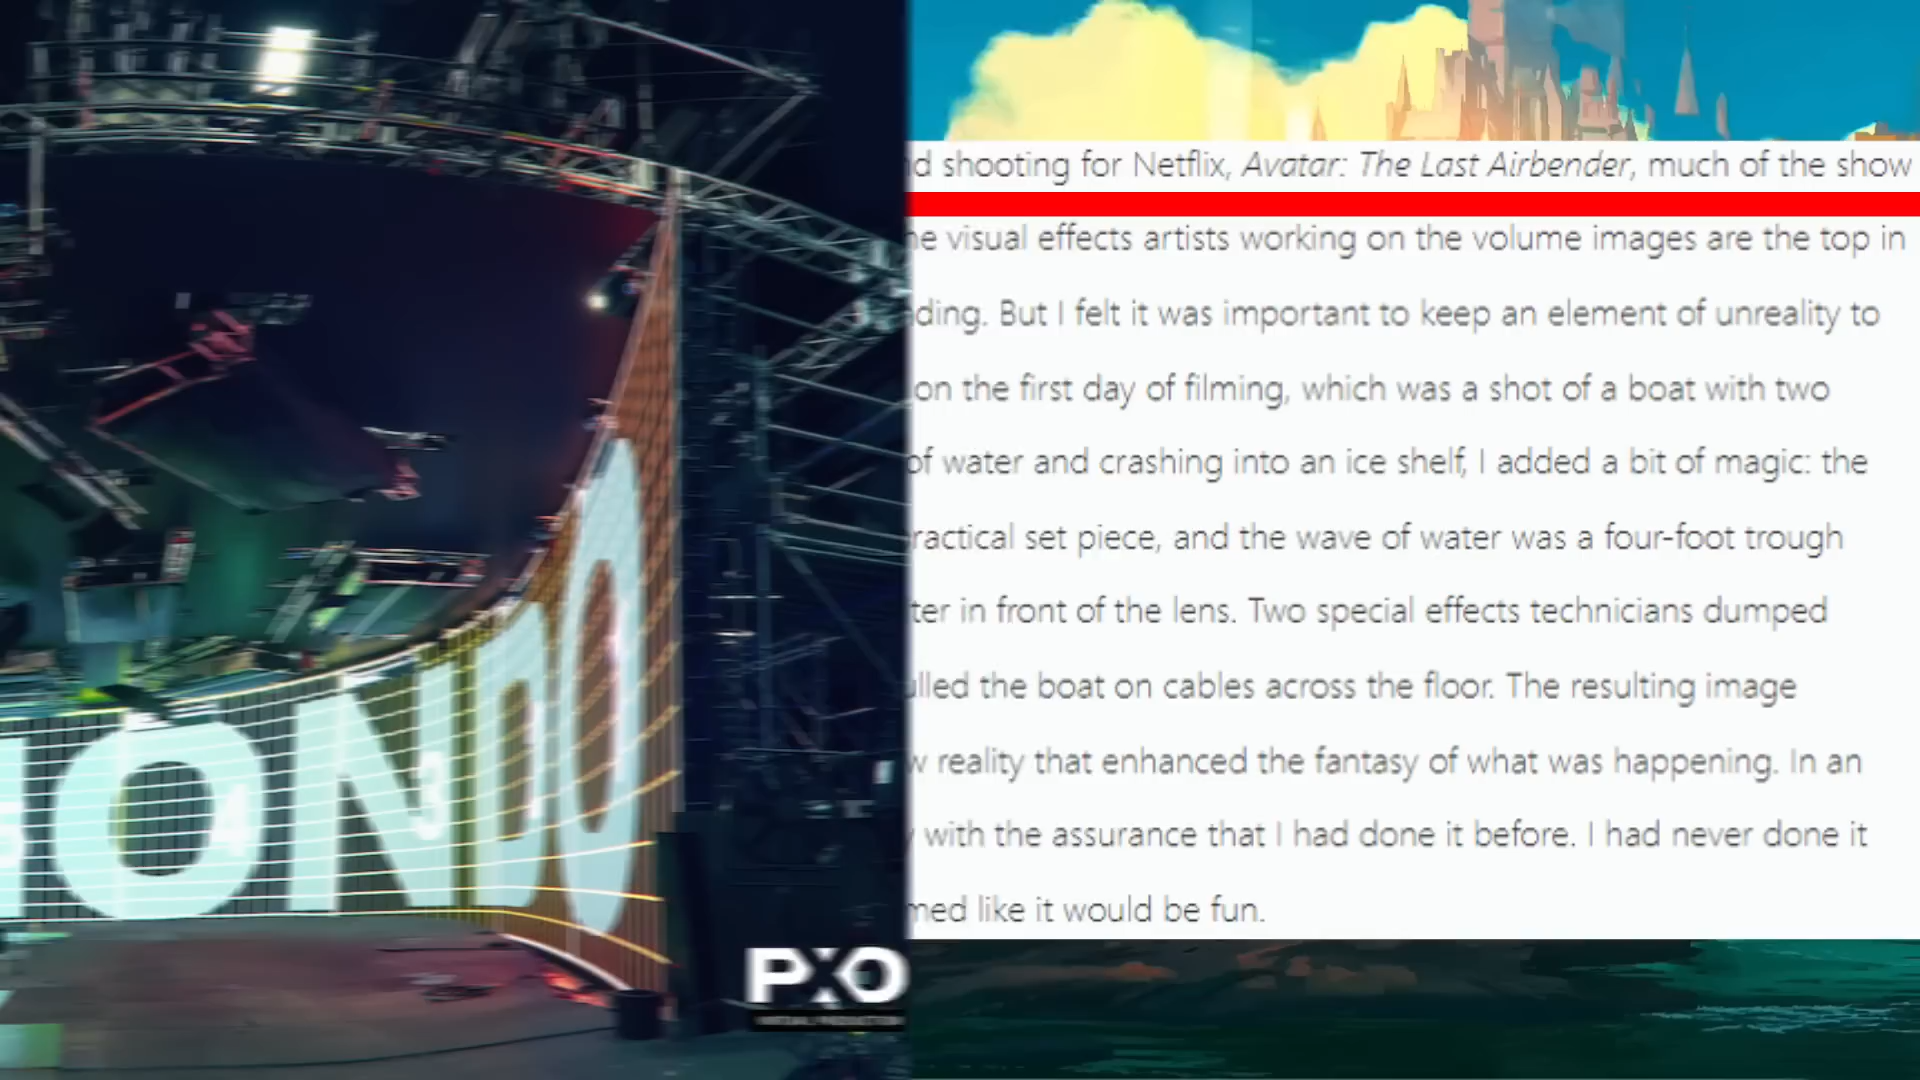 ONDO
4
3
PXO
shooting for Netflix, Avatar: The Last Airbender, much of the show
visual effects artists working on the volume images are the top in
But I felt it was important to keep an element of unreality to
on the first day of filming, which was a shot of a boat with two
of water and crashing into an ice shelf, I added a bit of magic: the
set piece, and the wave of water was a four-foot trough
in front of the lens. Two special effects technicians dumped
the boat on cables across the floor. The resulting image
reality that enhanced the fantasy of what was happening. In an
with the assurance that I had done it before. I had never done it
like it would be fun.